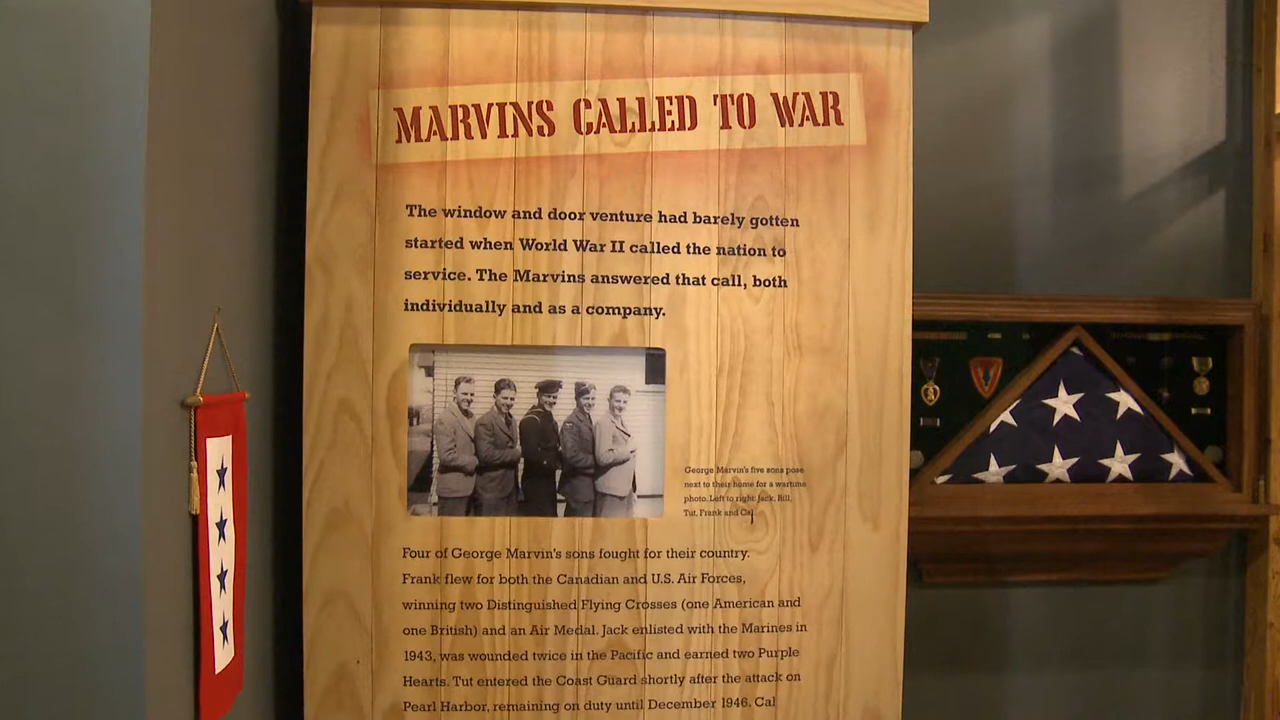 MARVINS CALLED TO WAR
The window and door venture had barely gotten
started when World War II called the nation to
service. The Marvins answered that call, both
individually and as a company.
George Marvin's five sons pose
next to their home for a wartime
photo. Left to right: Jack, Bill,
Tut, Frank and Cal.
Four of George Marvin's sons fought for their country.
Frank flew for both the Canadian and U.S. Air Forces,
winning two Distinguished Flying Crosses (one American and
one British) and an Air Medal. Jack enlisted with the Marines in
1943, was wounded twice in the Pacific and earned two Purple
Hearts. Tut entered the Coast Guard shortly after the attack on
Pearl Harbor, remaining on duty until December 1946. Cal